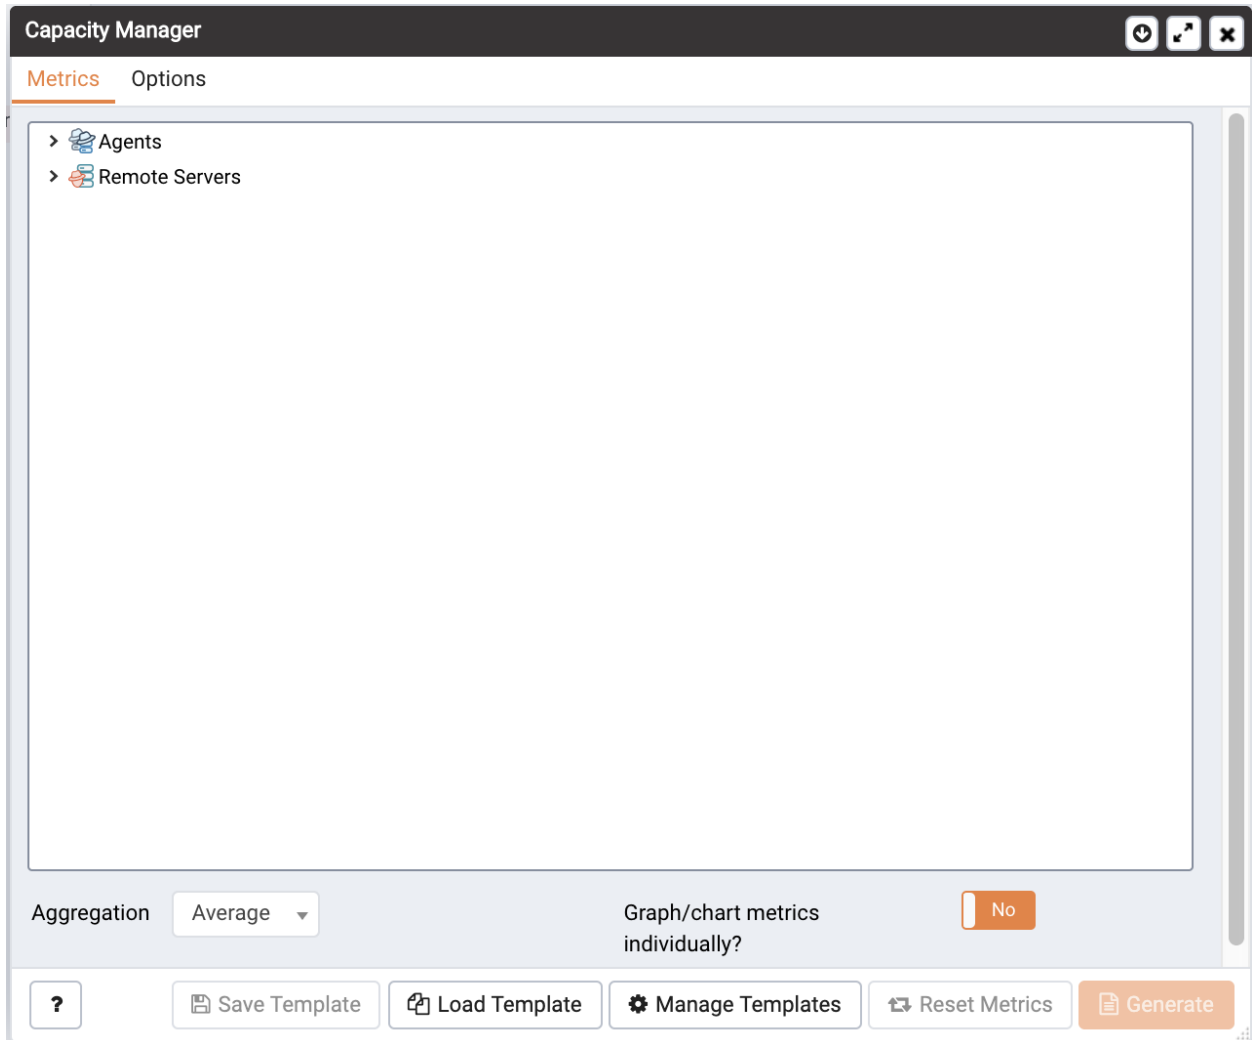 Capacity Manager
Metrics Options
Agents
Remote Servers
Aggregation Average Graph/chart metrics individually? No
? Save Template Load Template Manage Templates Reset Metrics Generate